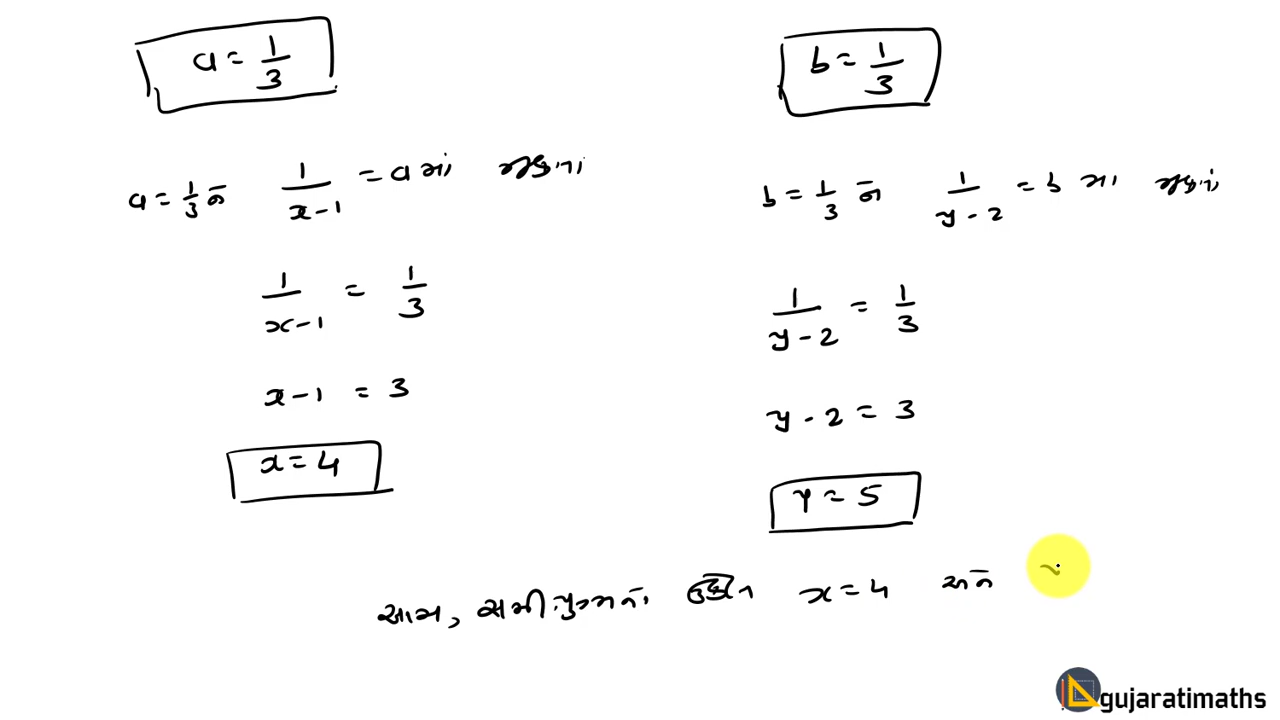 a = 1/3
a = 1/3 ને 1/(x-1) = a માં મુકતાં
1/(x-1) = 1/3
x-1 = 3
x = 4
b = 1/3
b = 1/3 ને 1/(y-2) = b માં મુકતાં
1/(y-2) = 1/3
y-2 = 3
y = 5
આમ, સમી.યુગ્મનો ઉકેલ x = 4 અને
gujaratimaths